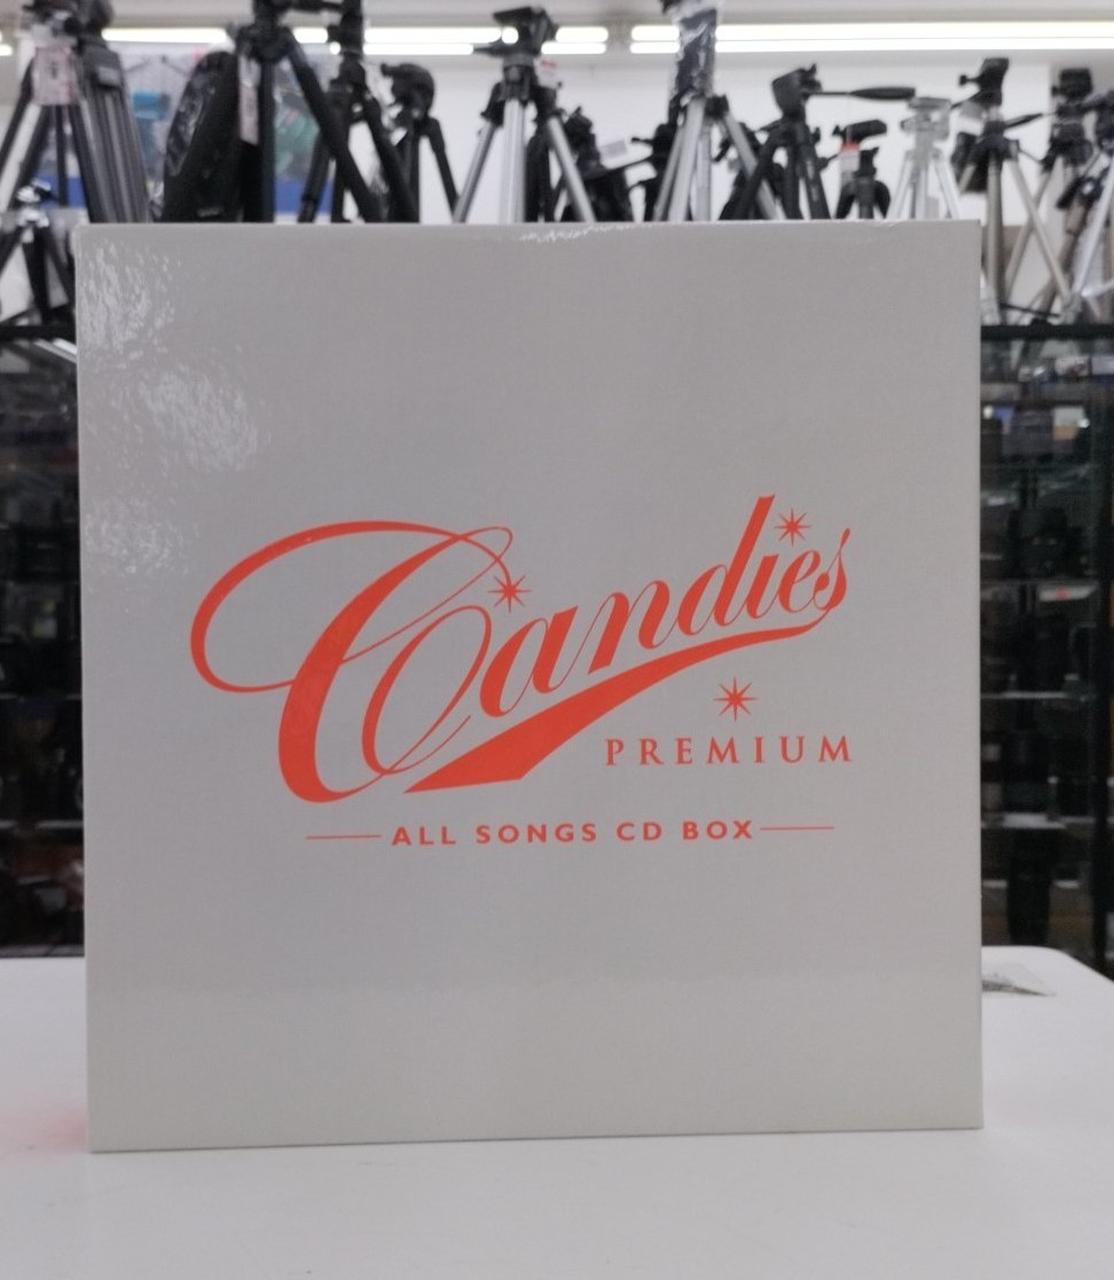 Candies
PREMIUM
ALL SONGS CD BOX